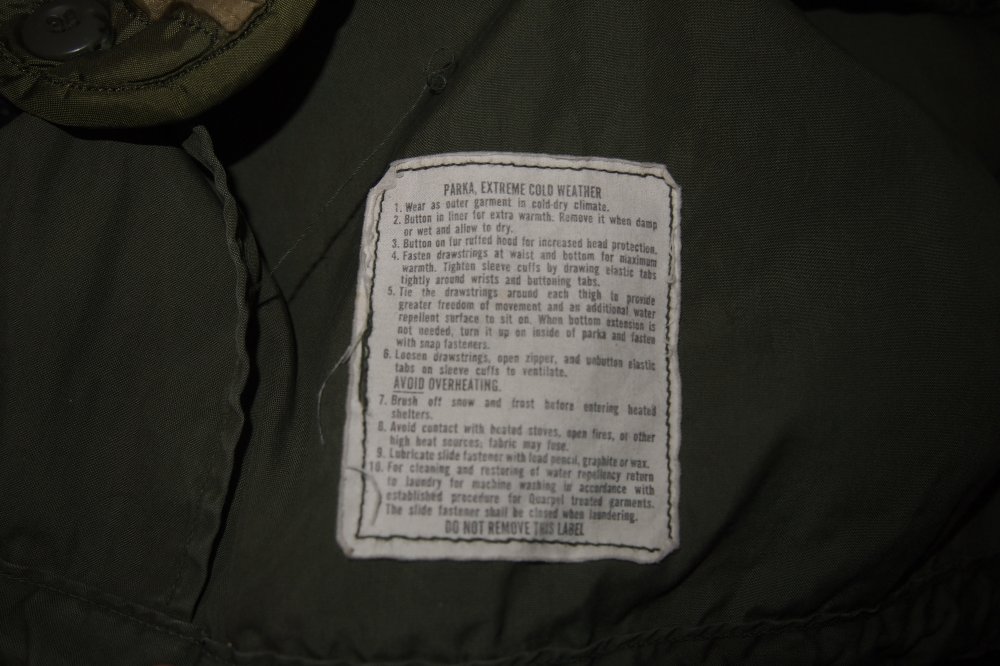 PARKA, EXTREME COLD WEATHER
1. Wear as outer garment in cold-dry climate.
2. Button in liner for extra warmth. Remove it when damp
or wet and allow to dry.
3. Button on fur ruffed hood for increased head protection.
4. Fasten drawstrings at waist and bottom for maximum
warmth. Tighten sleeve cuffs by drawing elastic tabs
tightly around wrists and buttoning tabs.
5. Tie the drawstrings around each thigh to provide
greater freedom of movement and an additional water
repellent surface to sit on. When bottom extension is
not needed, turn it up on inside of parka and fasten
with snap fasteners.
6. Loosen drawstrings, open zipper, and unbutton elastic
tabs on sleeve cuffs to ventilate.
AVOID OVERHEATING.
7. Brush off snow and frost before entering heated
shelters.
8. Avoid contact with heated stoves, open fires, or other
high heat sources; fabric may fuse.
9. Lubricate slide fastener with lead pencil, graphite or wax.
10. For cleaning and restoring of water repellency return
to laundry for machine washing in accordance with
established procedure for Quarpel treated garments.
The slide fastener shall be closed when laundering.
DO NOT REMOVE THIS LABEL